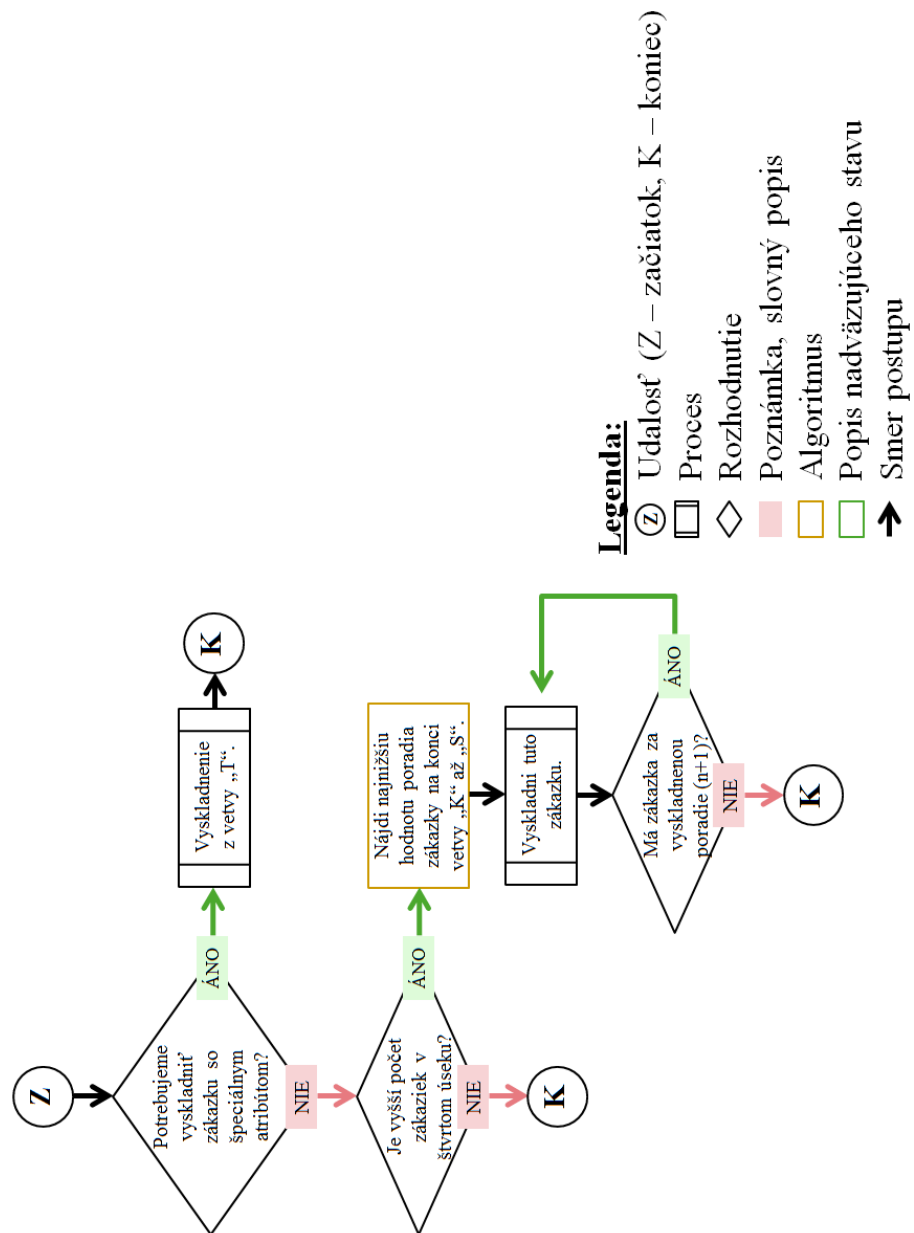 Z
Potrebujeme
vyskladniť
zákazku so
špeciálnym
atribútom?
ÁNO
Vyskladnenie
z vetvy „T“.
K
NIE
Je vyšší počet
zákaziek v
štvrtom úseku?
ÁNO
Nájdi najnižšiu
hodnotu poradia
zákazky na konci
vetvy „K“ až „S“.
NIE
K
Vyskladni tuto
zákazku.
Má zákazka za
vyskladnenou
poradie (n+1)?
ÁNO
NIE
K
Legenda:
Z Udalosť (Z – začiatok, K – koniec)
Proces
Rozhodnutie
Poznámka, slovný popis
Algoritmus
Popis nadväzujúceho stavu
Smer postupu